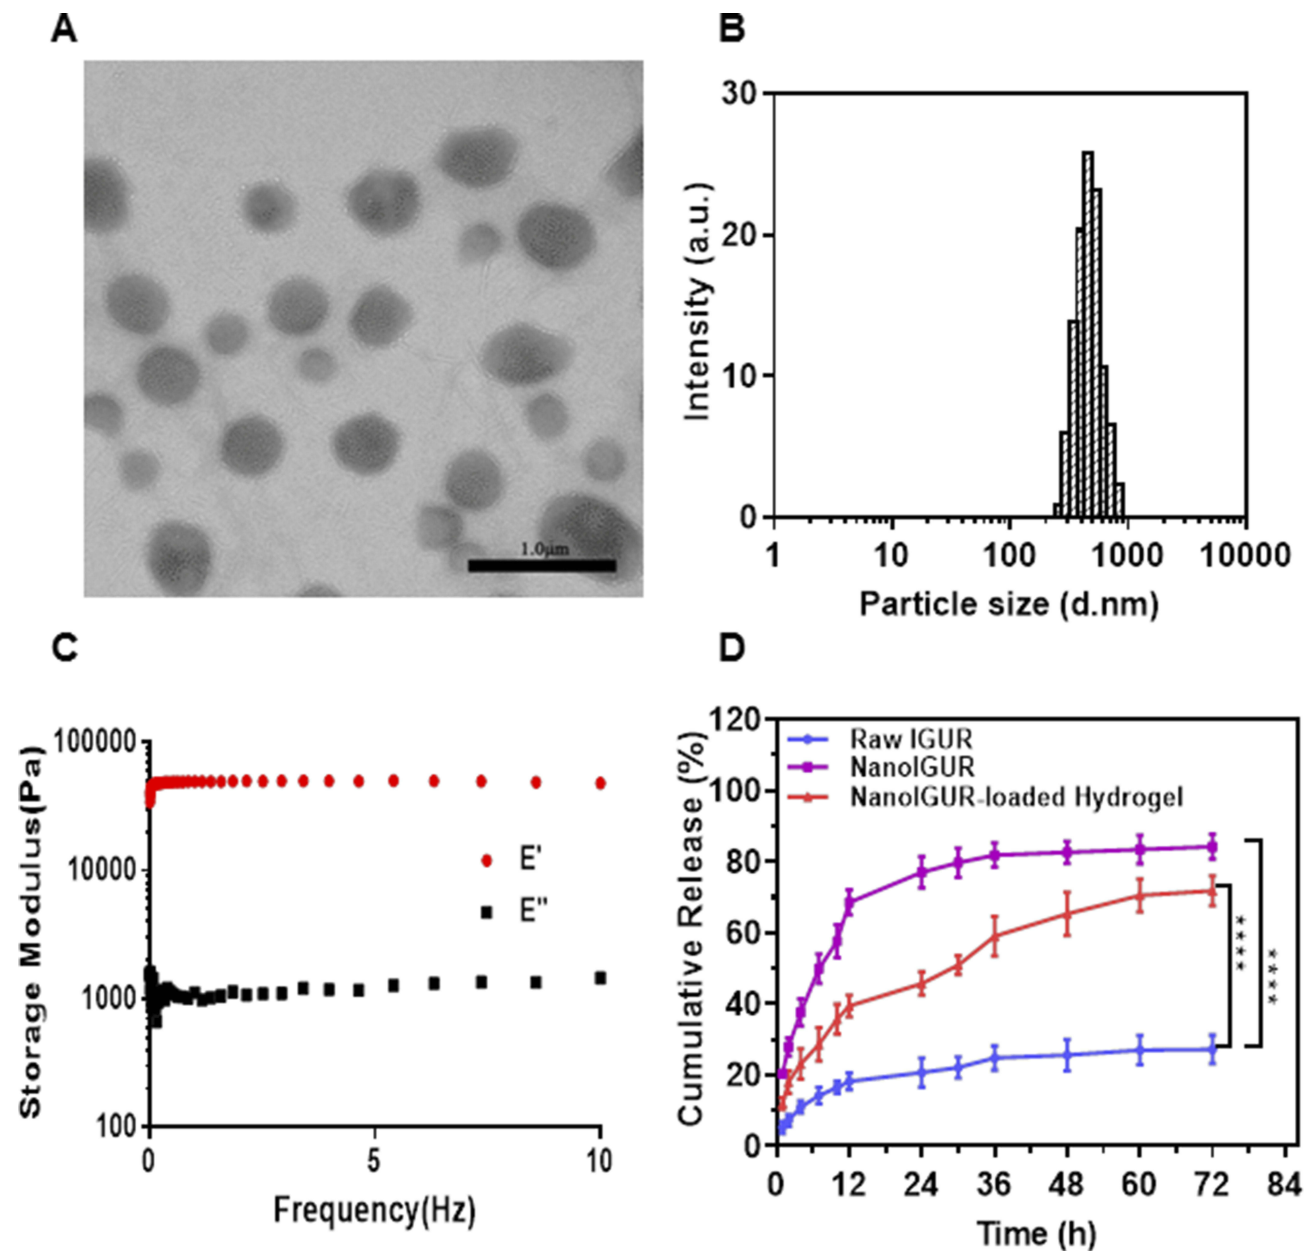 A
1.0μm
B
30
20
10
0
Intensity (a.u.)
1 10 100 1000 10000
Particle size (d.nm)
C
100000
10000
1000
100
Storage Modulus(Pa)
E'
E"
0 5 10
Frequency(Hz)
D
120
100
80
60
40
20
0
Cumulative Release (%)
Raw IGUR
NanoIGUR
NanoIGUR-loaded Hydrogel
****
****
0 12 24 36 48 60 72 84
Time (h)